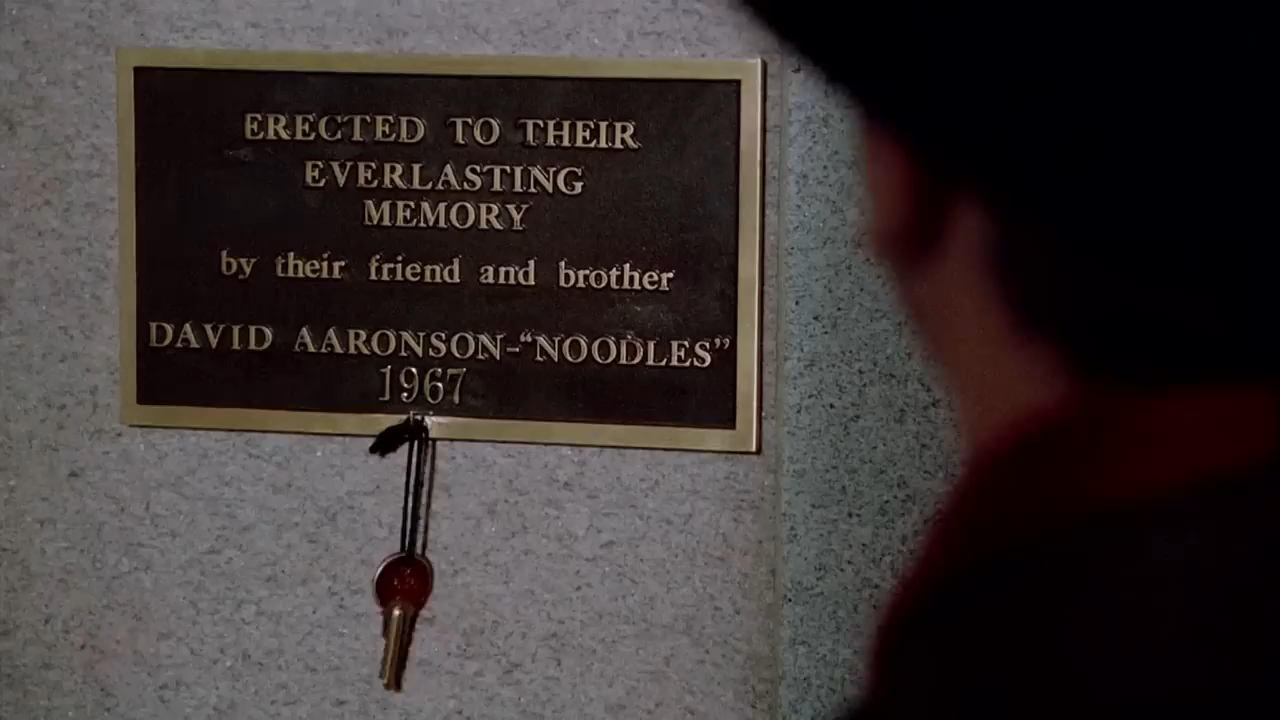 ERECTED TO THEIR
EVERLASTING
MEMORY
by their friend and brother
DAVID AARONSON-“NOODLES”
1967